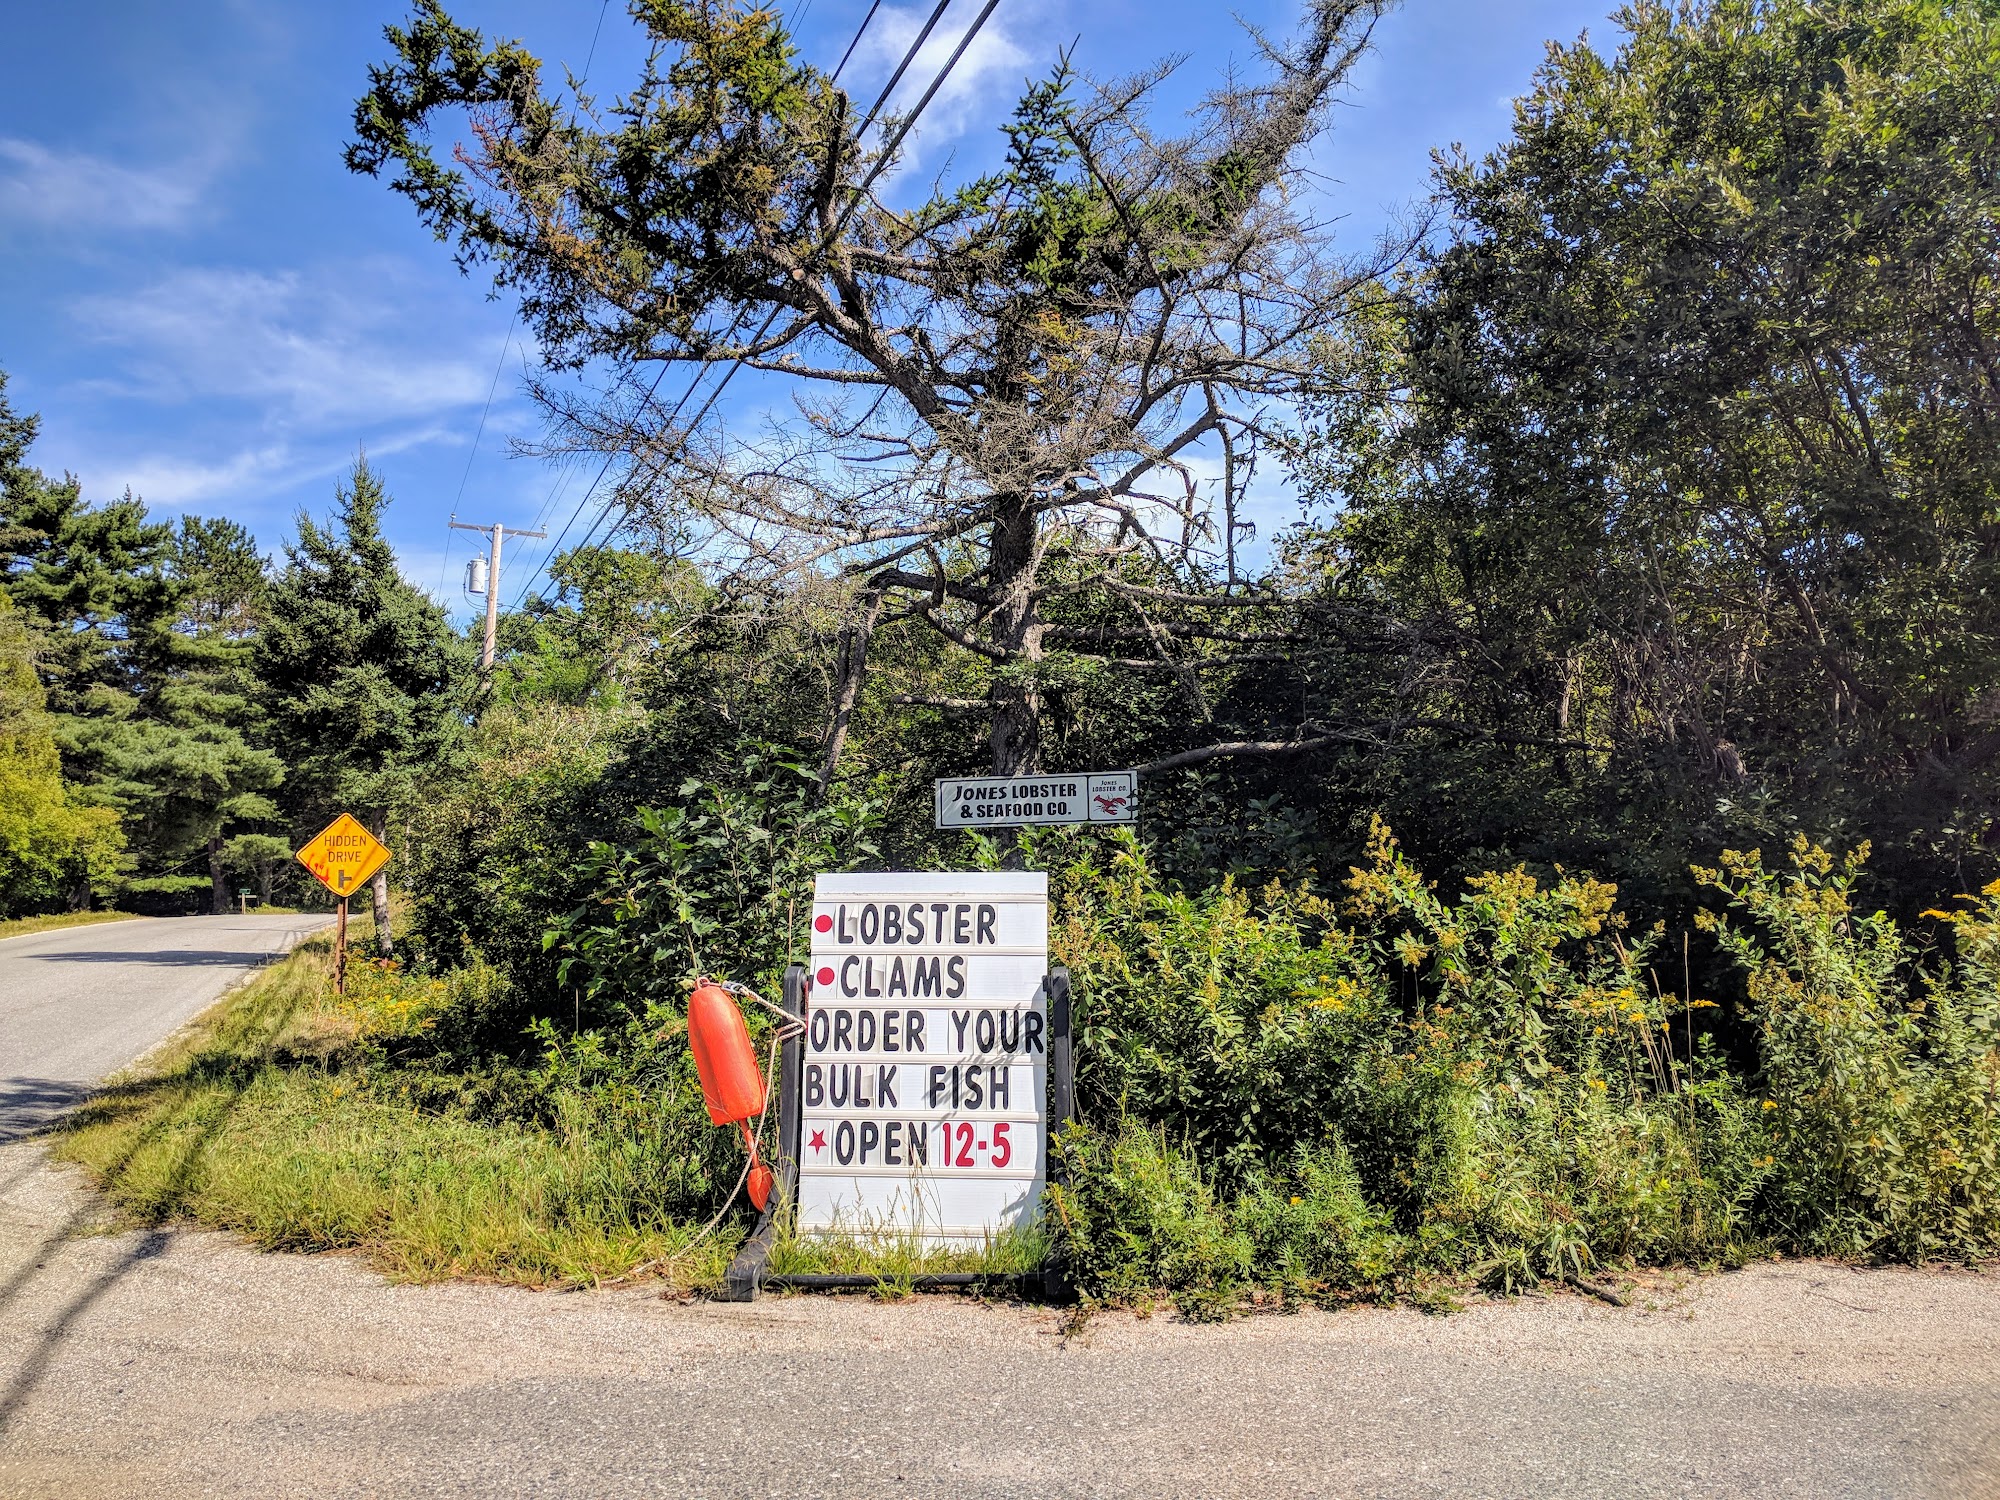 JONES LOBSTER
& SEAFOOD CO.
JONES
LOBSTER CO.
HIDDEN
DRIVE
LOBSTER
CLAMS
ORDER YOUR
BULK FISH
OPEN 12-5